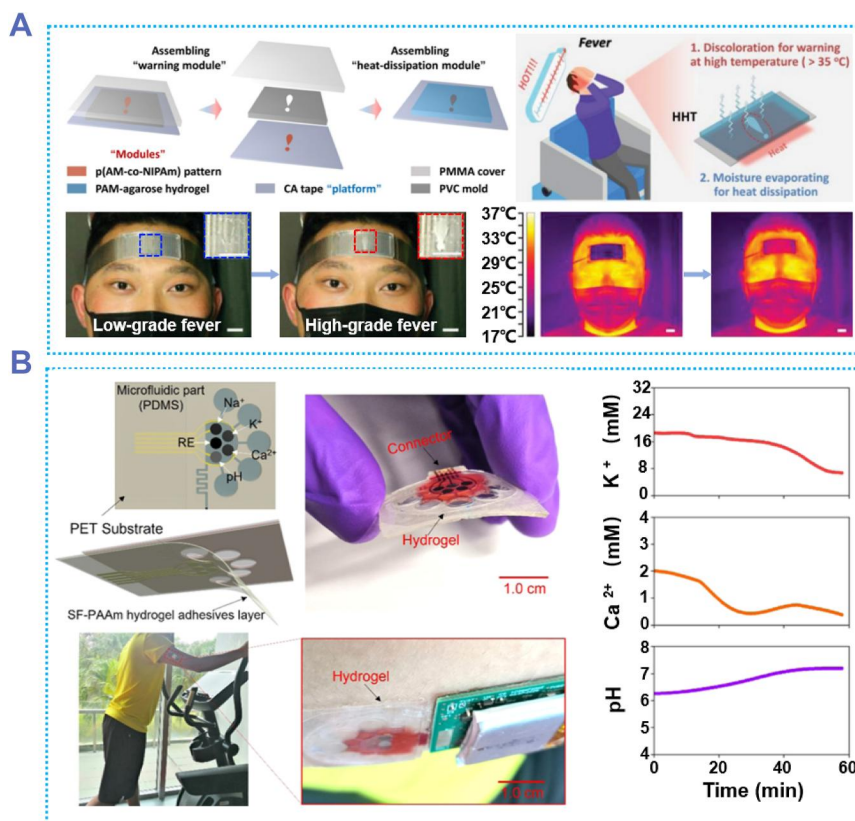 A
Assembling
"warning module"
Assembling
"heat-dissipation module"
"Modules"
p(AM-co-NIPAm) pattern
PAM-agarose hydrogel
CA tape "platform"
PMMA cover
PVC mold
Fever
HOT!!!
1. Discoloration for warning
at high temperature ( > 35 °C)
HHT
Heat
2. Moisture evaporating
for heat dissipation
Low-grade fever
High-grade fever
37°C
33°C
29°C
25°C
21°C
17°C
B
Microfluidic part
(PDMS)
Na⁺
K⁺
RE
Ca²⁺
pH
PET Substrate
SF-PAAm hydrogel adhesives layer
Connector
Hydrogel
1.0 cm
Hydrogel
1.0 cm
32
24
16
8
0
K⁺ (mM)
4
3
2
1
0
Ca²⁺ (mM)
8
7
6
5
4
pH
0 20 40 60
Time (min)